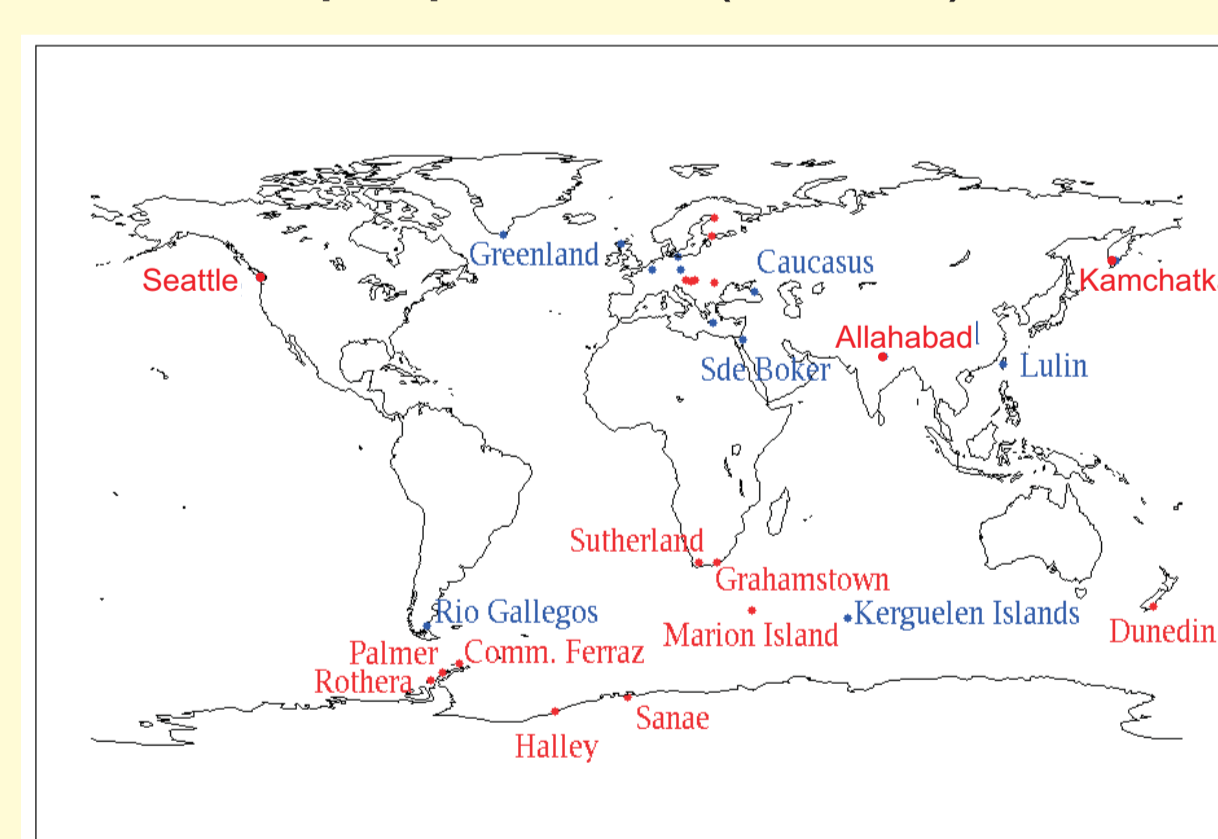 Greenland
Caucasus
Seattle
Kamchatk
Allahabad
Sde Boker
Lulin
Sutherland
Grahamstown
Rio Gallegos
Kerguelen Islands
Marion Island
Dunedin
Palmer
Comm. Ferraz
Rothera
Sanae
Halley